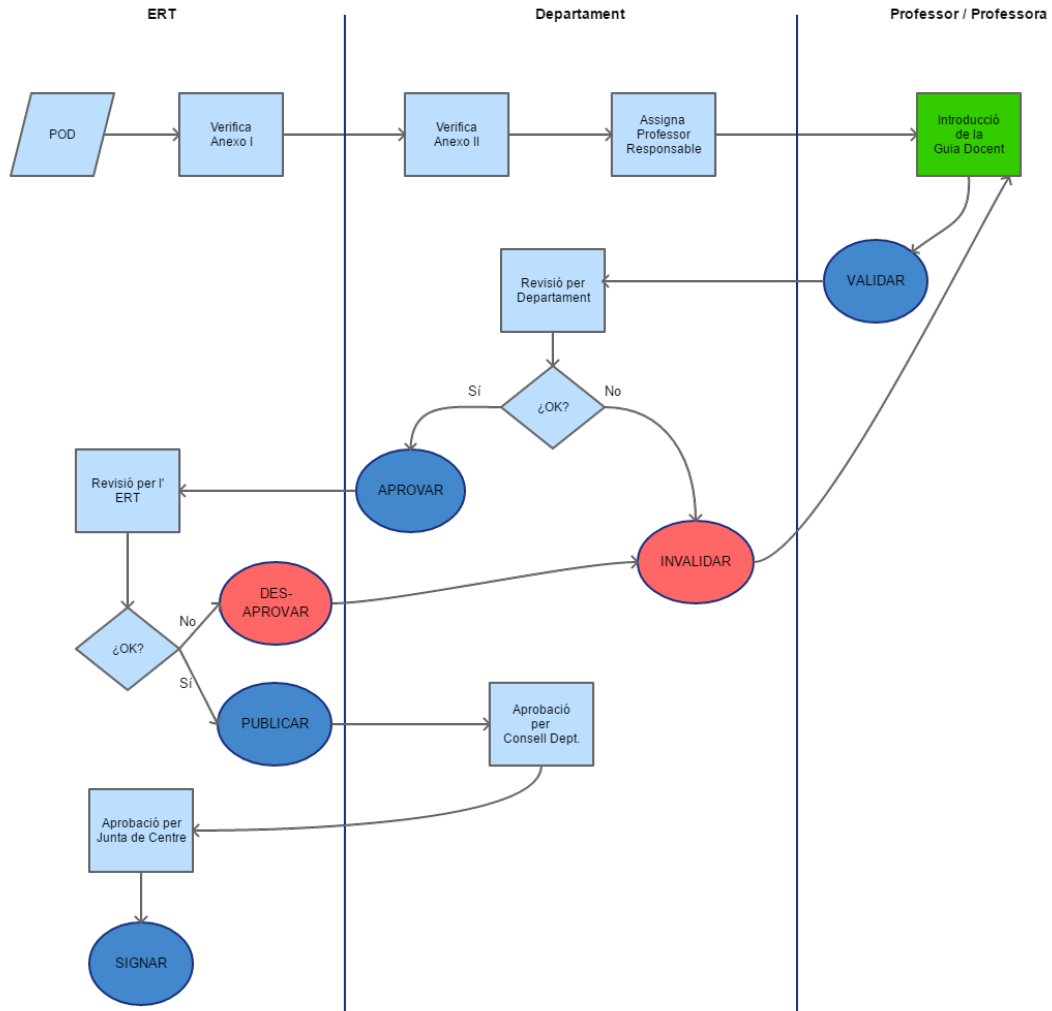 ERT
Departament
Professor / Professora
POD
Verifica
Anexo I
Verifica
Anexo II
Assigna
Professor
Responsable
Introducció
de la
Guia Docent
VALIDAR
Revisió per
Departament
¿OK?
Sí
No
APROVAR
Revisió per l'
ERT
INVALIDAR
DES-
APROVAR
¿OK?
No
Sí
PUBLICAR
Aprobació
per
Consell Dept.
Aprobació per
Junta de Centre
SIGNAR